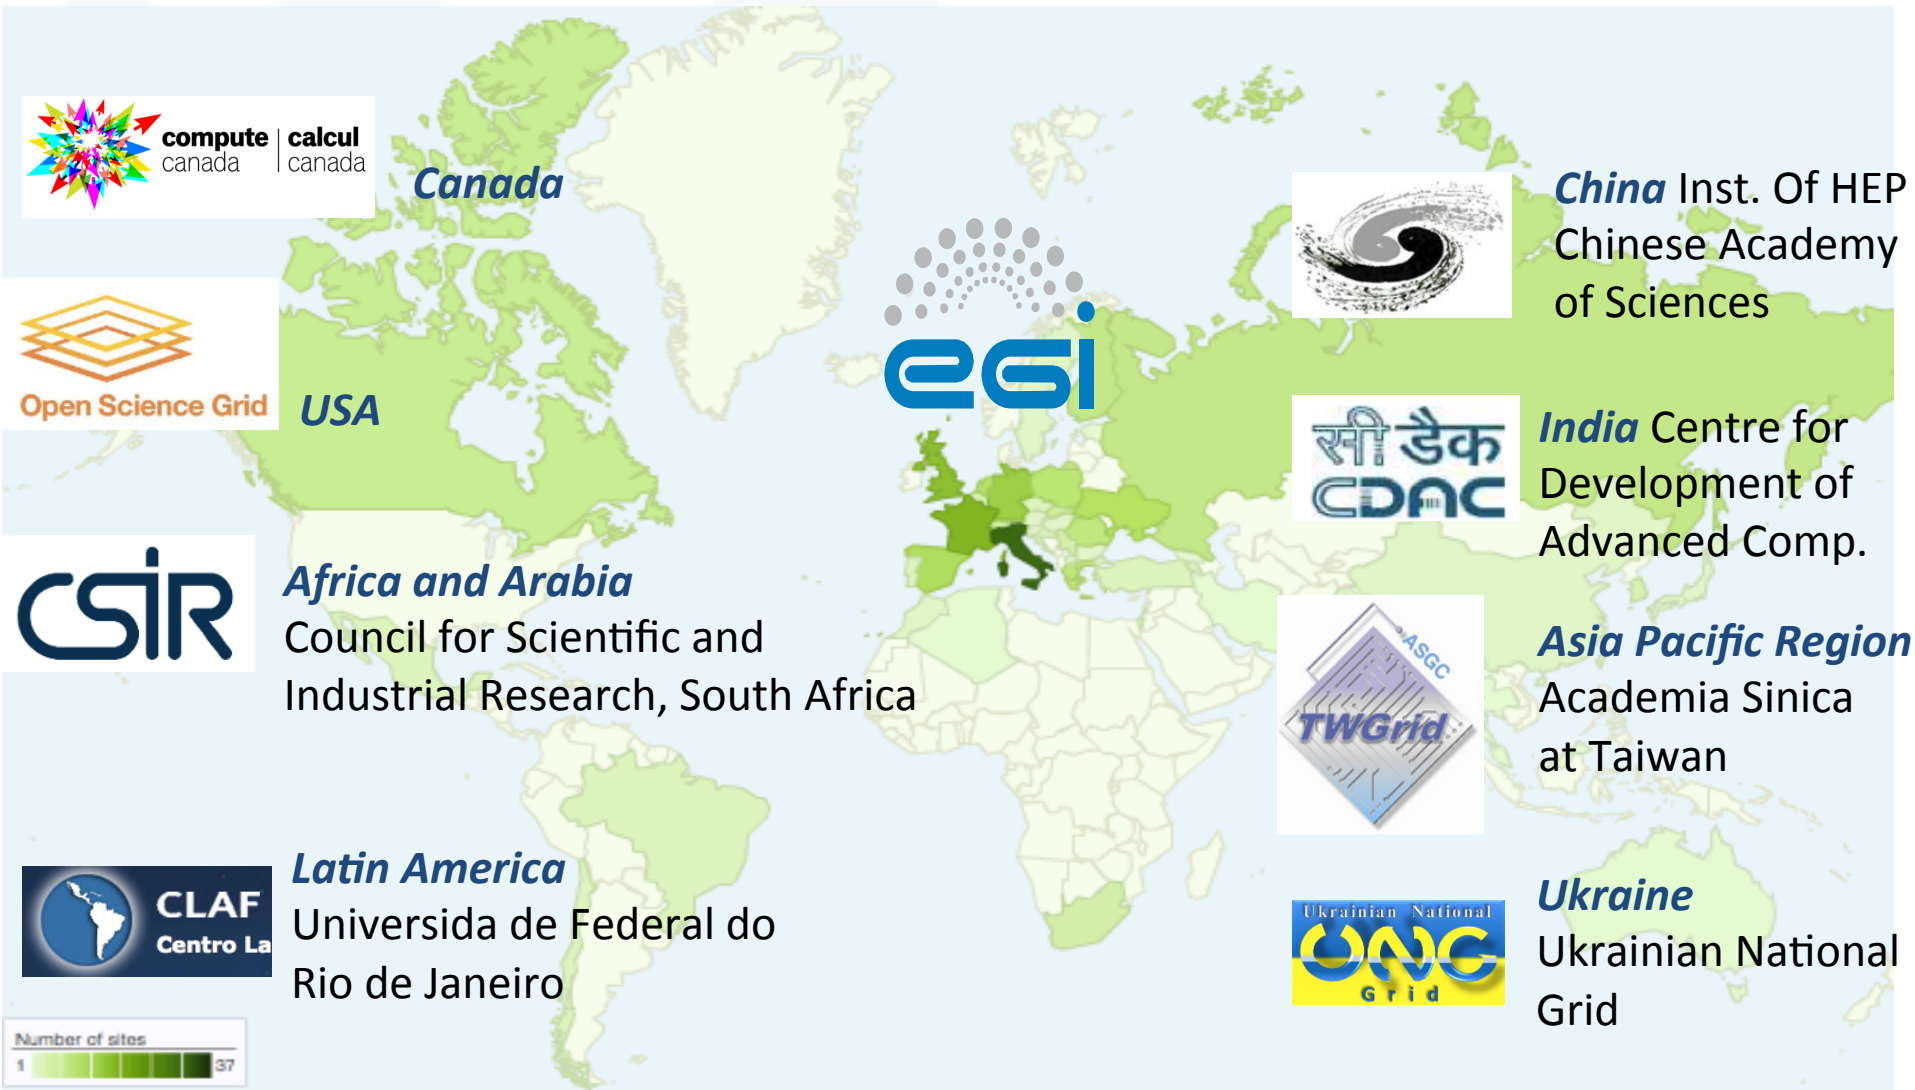 compute | calcul
canada | canada
Canada
Open Science Grid
USA
CSIR
Africa and Arabia
Council for Scientific and
Industrial Research, South Africa
CLAF
Centro La
Latin America
Universida de Federal do
Rio de Janeiro
Number of sites
1 37
egi
China Inst. Of HEP
Chinese Academy
of Sciences
सी डैक
CDAC
India Centre for
Development of
Advanced Comp.
ASGC
TWGrid
Asia Pacific Region
Academia Sinica
at Taiwan
Ukrainian National
UNG
Grid
Ukraine
Ukrainian National
Grid